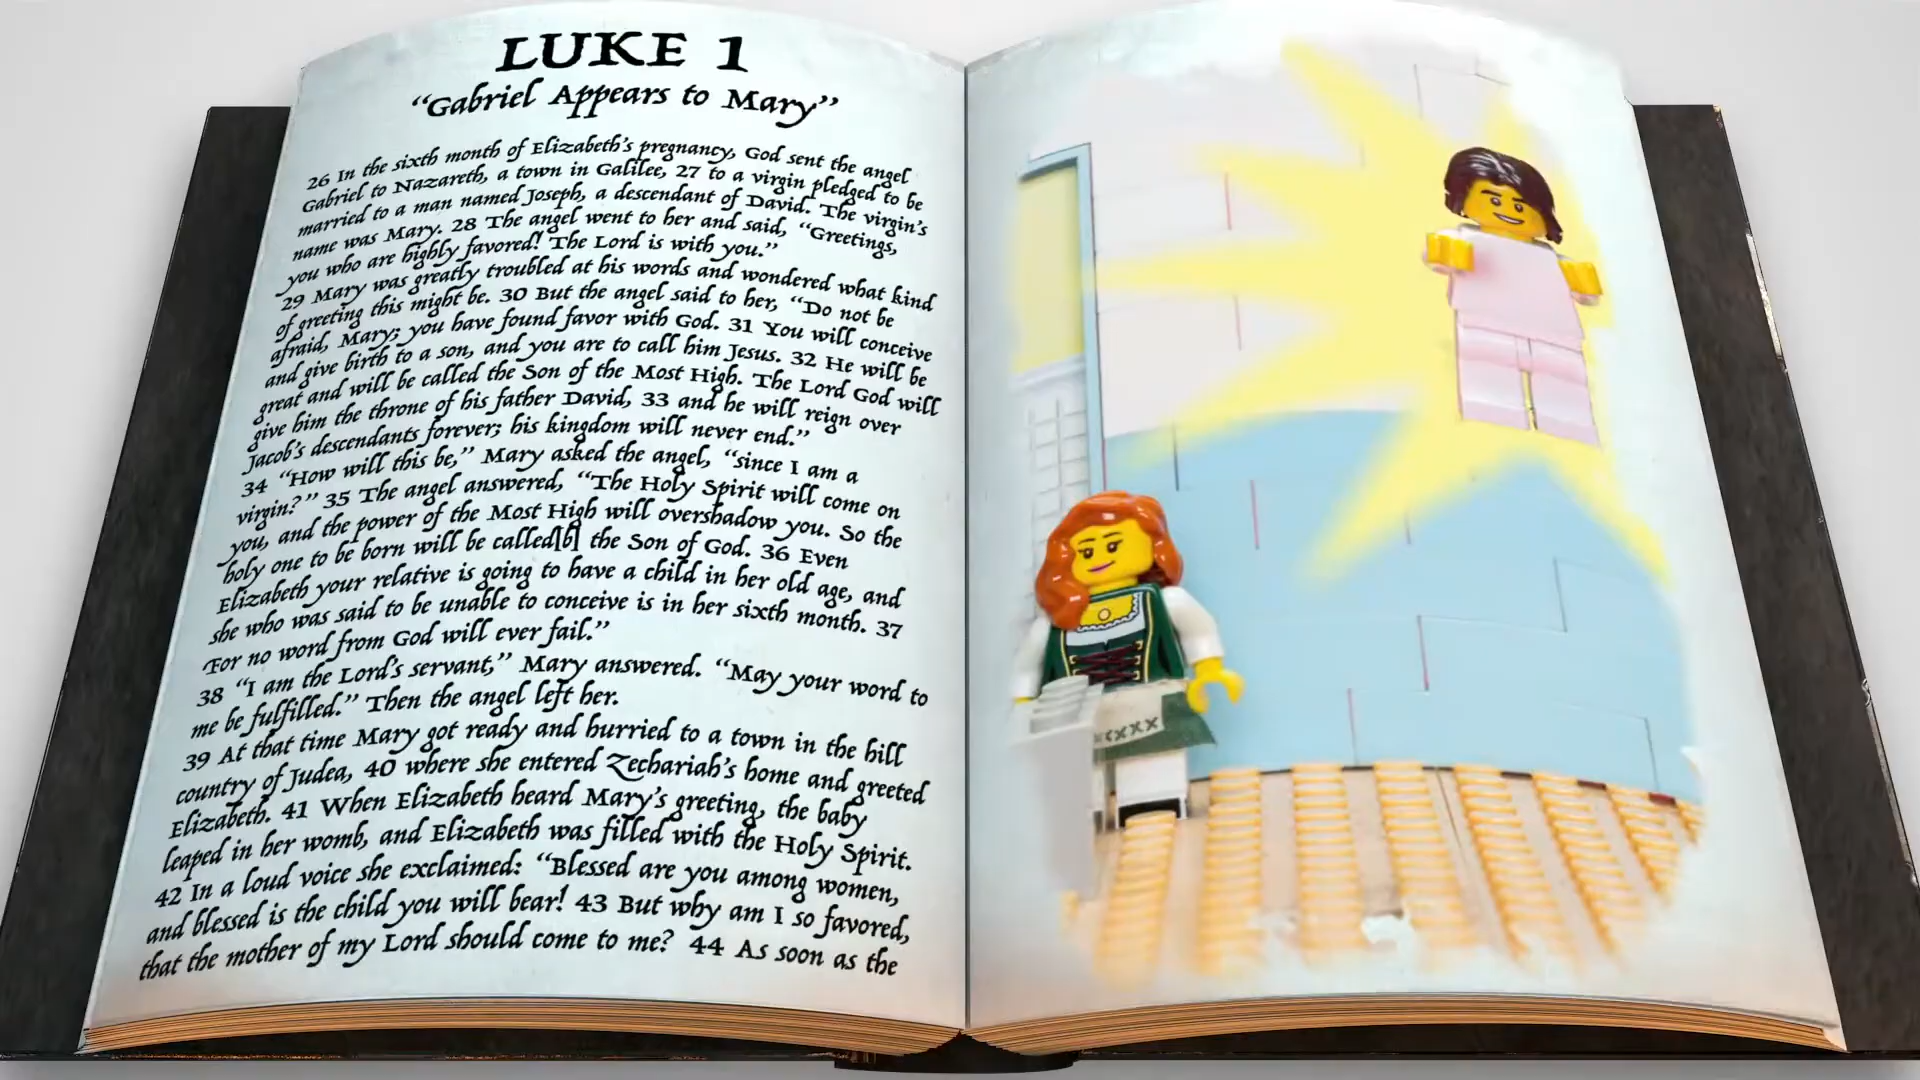 LUKE 1
“Gabriel Appears to Mary”
26 In the sixth month of Elizabeth’s pregnancy, God sent the angel
Gabriel to Nazareth, a town in Galilee, 27 to a virgin pledged to be
married to a man named Joseph, a descendant of David. The virgin’s
name was Mary. 28 The angel went to her and said, “Greetings,
you who are highly favored! The Lord is with you.”
29 Mary was greatly troubled at his words and wondered what kind
of greeting this might be. 30 But the angel said to her, “Do not be
afraid, Mary; you have found favor with God. 31 You will conceive
and give birth to a son, and you are to call him Jesus. 32 He will be
great and will be called the Son of the Most High. The Lord God will
give him the throne of his father David, 33 and he will reign over
Jacob’s descendants forever; his kingdom will never end.”
34 “How will this be,” Mary asked the angel, “since I am a
virgin?” 35 The angel answered, “The Holy Spirit will come on
you, and the power of the Most High will overshadow you. So the
holy one to be born will be called[b] the Son of God. 36 Even
Elizabeth your relative is going to have a child in her old age, and
she who was said to be unable to conceive is in her sixth month. 37
For no word from God will ever fail.”
38 “I am the Lord’s servant,” Mary answered. “May your word to
me be fulfilled.” Then the angel left her.
39 At that time Mary got ready and hurried to a town in the hill
country of Judea, 40 where she entered Zechariah’s home and greeted
Elizabeth. 41 When Elizabeth heard Mary’s greeting, the baby
leaped in her womb, and Elizabeth was filled with the Holy Spirit.
42 In a loud voice she exclaimed: “Blessed are you among women,
and blessed is the child you will bear! 43 But why am I so favored,
that the mother of my Lord should come to me? 44 As soon as the